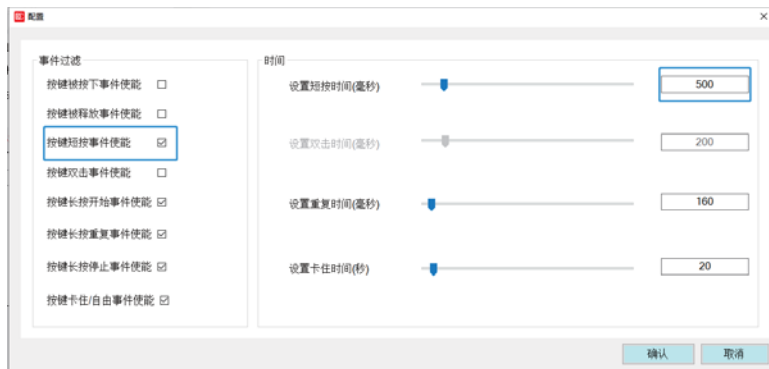 配置
事件过滤
按键被按下事件使能
按键被释放事件使能
按键短按事件使能
按键双击事件使能
按键长按开始事件使能
按键长按重复事件使能
按键长按停止事件使能
按键卡住/自由事件使能
时间
设置短按时间(毫秒) 500
设置双击时间(毫秒) 200
设置重复时间(毫秒) 160
设置卡住时间(秒) 20
确认 取消